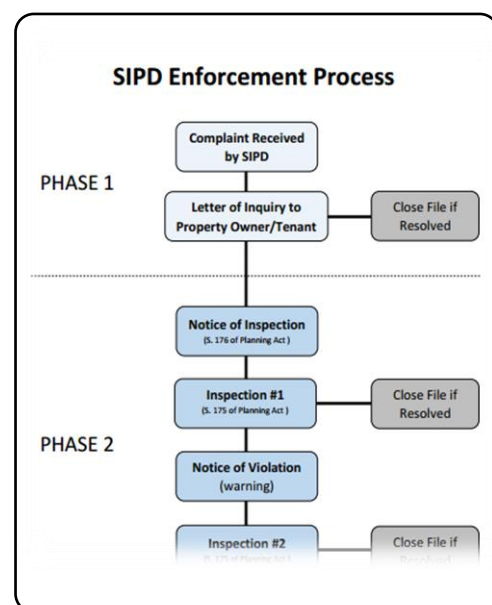 SIPD Enforcement Process
Complaint Received
by SIPD
PHASE 1
Letter of Inquiry to
Property Owner/Tenant
Close File if
Resolved
Notice of Inspection
(S. 176 of Planning Act )
Inspection #1
(S. 175 of Planning Act )
Close File if
Resolved
PHASE 2
Notice of Violation
(warning)
Inspection #2
Close File if